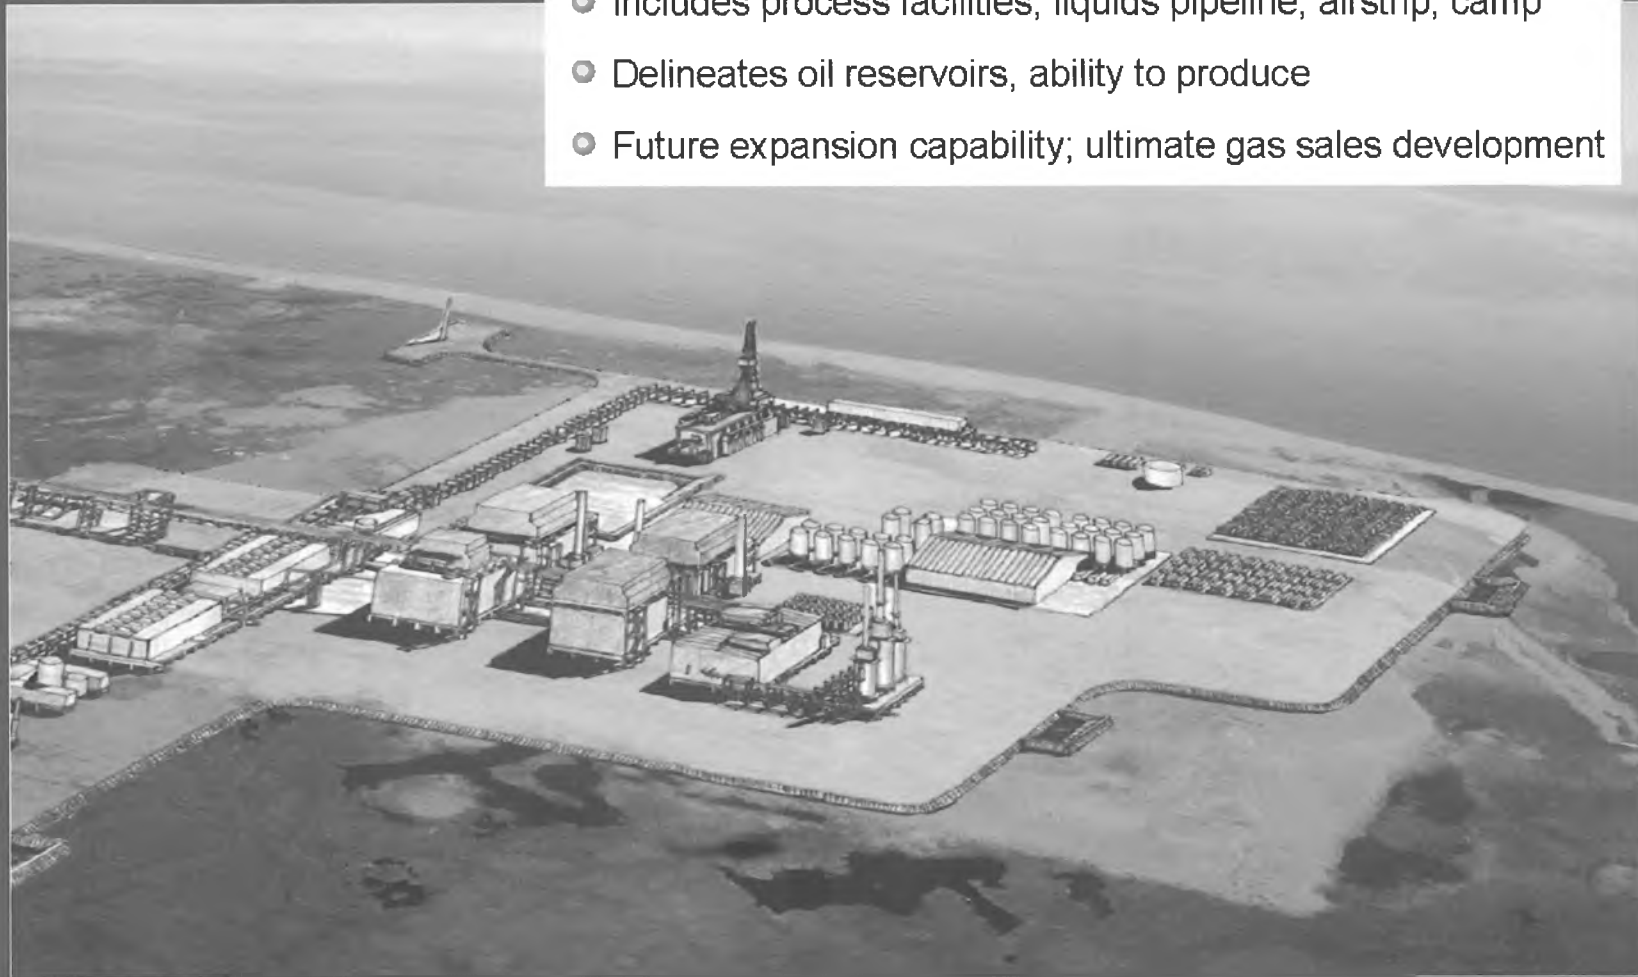 Includes process facilities, liquids pipeline, airstrip, camp
Delineates oil reservoirs, ability to produce
Future expansion capability; ultimate gas sales development